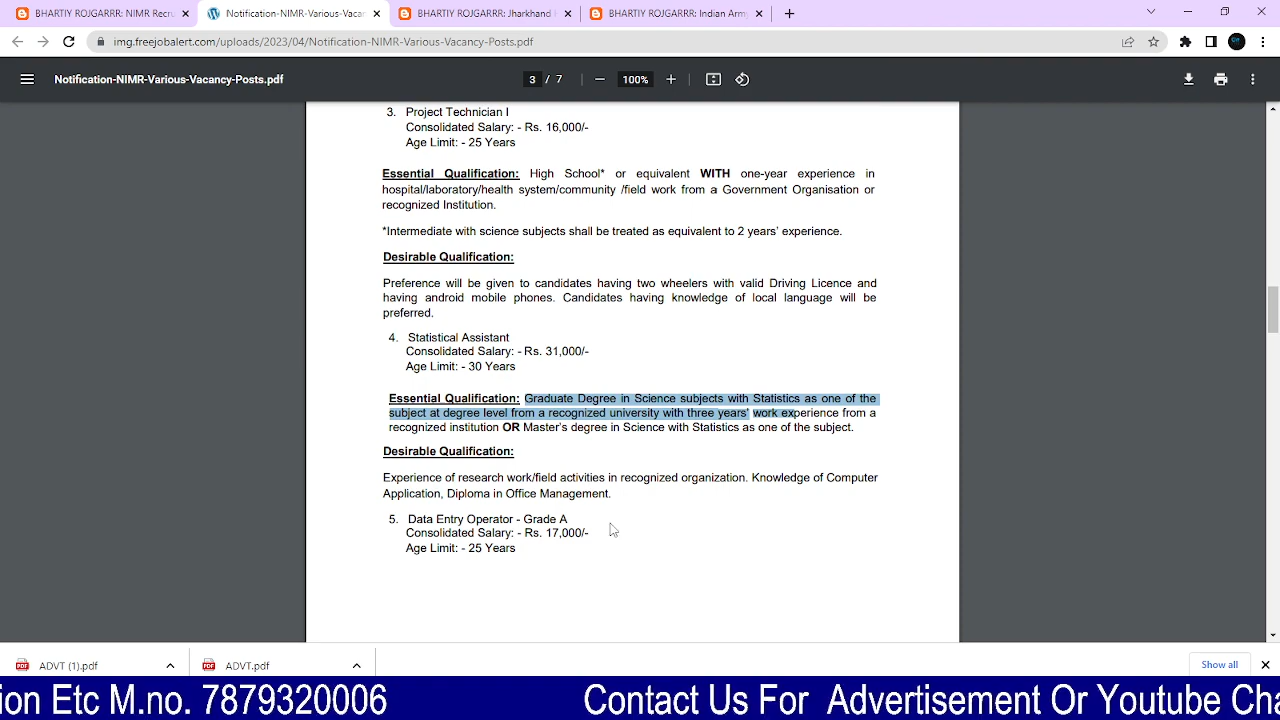 BHARTIY ROJGARRR: NIMR Recru
Notification-NIMR-Various-Vacan
BHARTIY ROJGARRR: Jharkhand
BHARTIY ROJGARRR: Indian Army
img.freejobalert.com/uploads/2023/04/Notification-NIMR-Various-Vacancy-Posts.pdf
Notification-NIMR-Various-Vacancy-Posts.pdf
3 / 7
100%
3. Project Technician I
Consolidated Salary: - Rs. 16,000/-
Age Limit: - 25 Years
Essential Qualification: High School* or equivalent WITH one-year experience in
hospital/laboratory/health system/community /field work from a Government Organisation or
recognized Institution.
*Intermediate with science subjects shall be treated as equivalent to 2 years' experience.
Desirable Qualification:
Preference will be given to candidates having two wheelers with valid Driving Licence and
having android mobile phones. Candidates having knowledge of local language will be
preferred.
4. Statistical Assistant
Consolidated Salary: - Rs. 31,000/-
Age Limit: - 30 Years
Essential Qualification: Graduate Degree in Science subjects with Statistics as one of the
subject at degree level from a recognized university with three years' work experience from a
recognized institution OR Master's degree in Science with Statistics as one of the subject.
Desirable Qualification:
Experience of research work/field activities in recognized organization. Knowledge of Computer
Application, Diploma in Office Management.
5. Data Entry Operator - Grade A
Consolidated Salary: - Rs. 17,000/-
Age Limit: - 25 Years
ADVT (1).pdf
ADVT.pdf
Show all
ion Etc M.no. 7879320006
Contact Us For Advertisement Or Youtube Cha